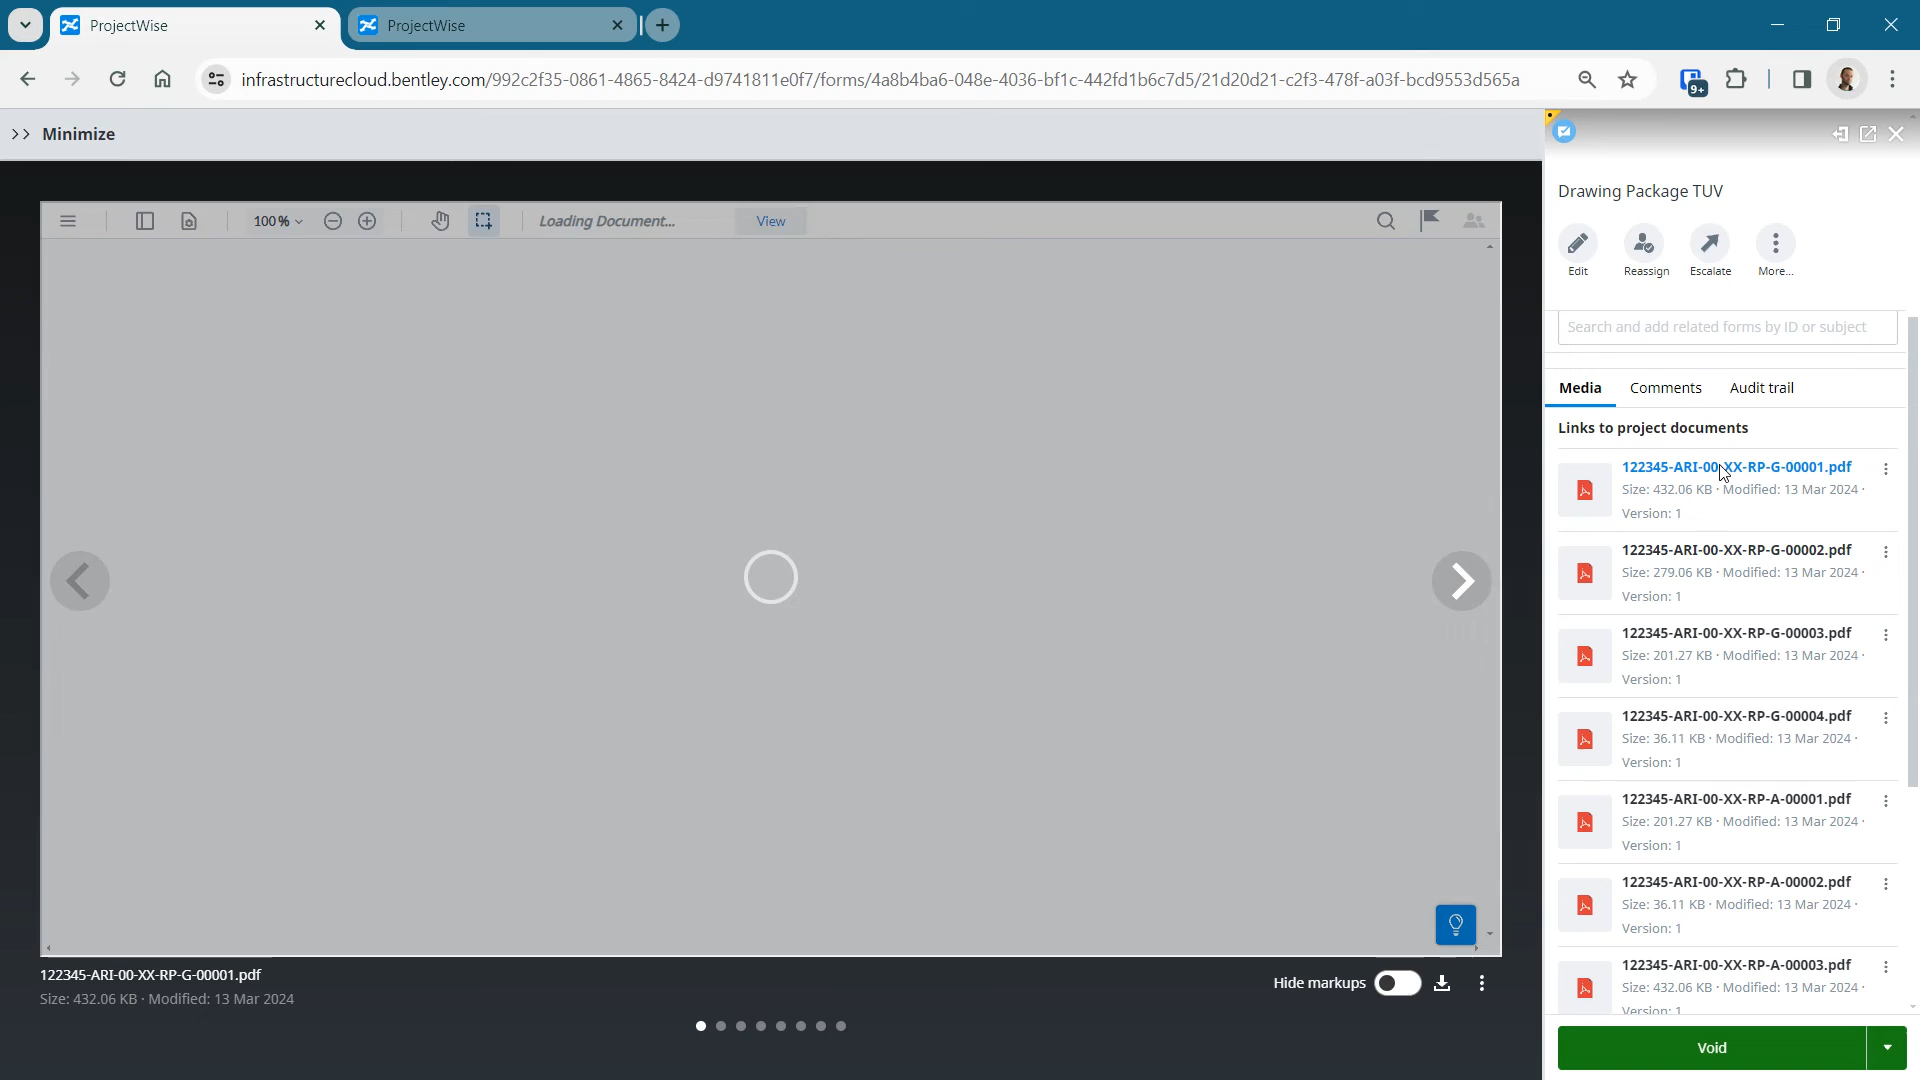 ProjectWise
ProjectWise
infrastructurecloud.bentley.com/992c2f35-0861-4865-8424-d9741811e0f7/forms/4a8b4ba6-048e-4036-bf1c-442fd1b6c7d5/21d20d21-c2f3-478f-a03f-bcd9553d565a
9+
Minimize
100%
Loading Document...
View
122345-ARI-00-XX-RP-G-00001.pdf
Size: 432.06 KB · Modified: 13 Mar 2024
Hide markups
Drawing Package TUV
Edit
Reassign
Escalate
More...
Search and add related forms by ID or subject
Media
Comments
Audit trail
Links to project documents
122345-ARI-00-XX-RP-G-00001.pdf
Size: 432.06 KB · Modified: 13 Mar 2024 ·
Version: 1
122345-ARI-00-XX-RP-G-00002.pdf
Size: 279.06 KB · Modified: 13 Mar 2024 ·
Version: 1
122345-ARI-00-XX-RP-G-00003.pdf
Size: 201.27 KB · Modified: 13 Mar 2024 ·
Version: 1
122345-ARI-00-XX-RP-G-00004.pdf
Size: 36.11 KB · Modified: 13 Mar 2024 ·
Version: 1
122345-ARI-00-XX-RP-A-00001.pdf
Size: 201.27 KB · Modified: 13 Mar 2024 ·
Version: 1
122345-ARI-00-XX-RP-A-00002.pdf
Size: 36.11 KB · Modified: 13 Mar 2024 ·
Version: 1
122345-ARI-00-XX-RP-A-00003.pdf
Size: 432.06 KB · Modified: 13 Mar 2024 ·
Version: 1
Void